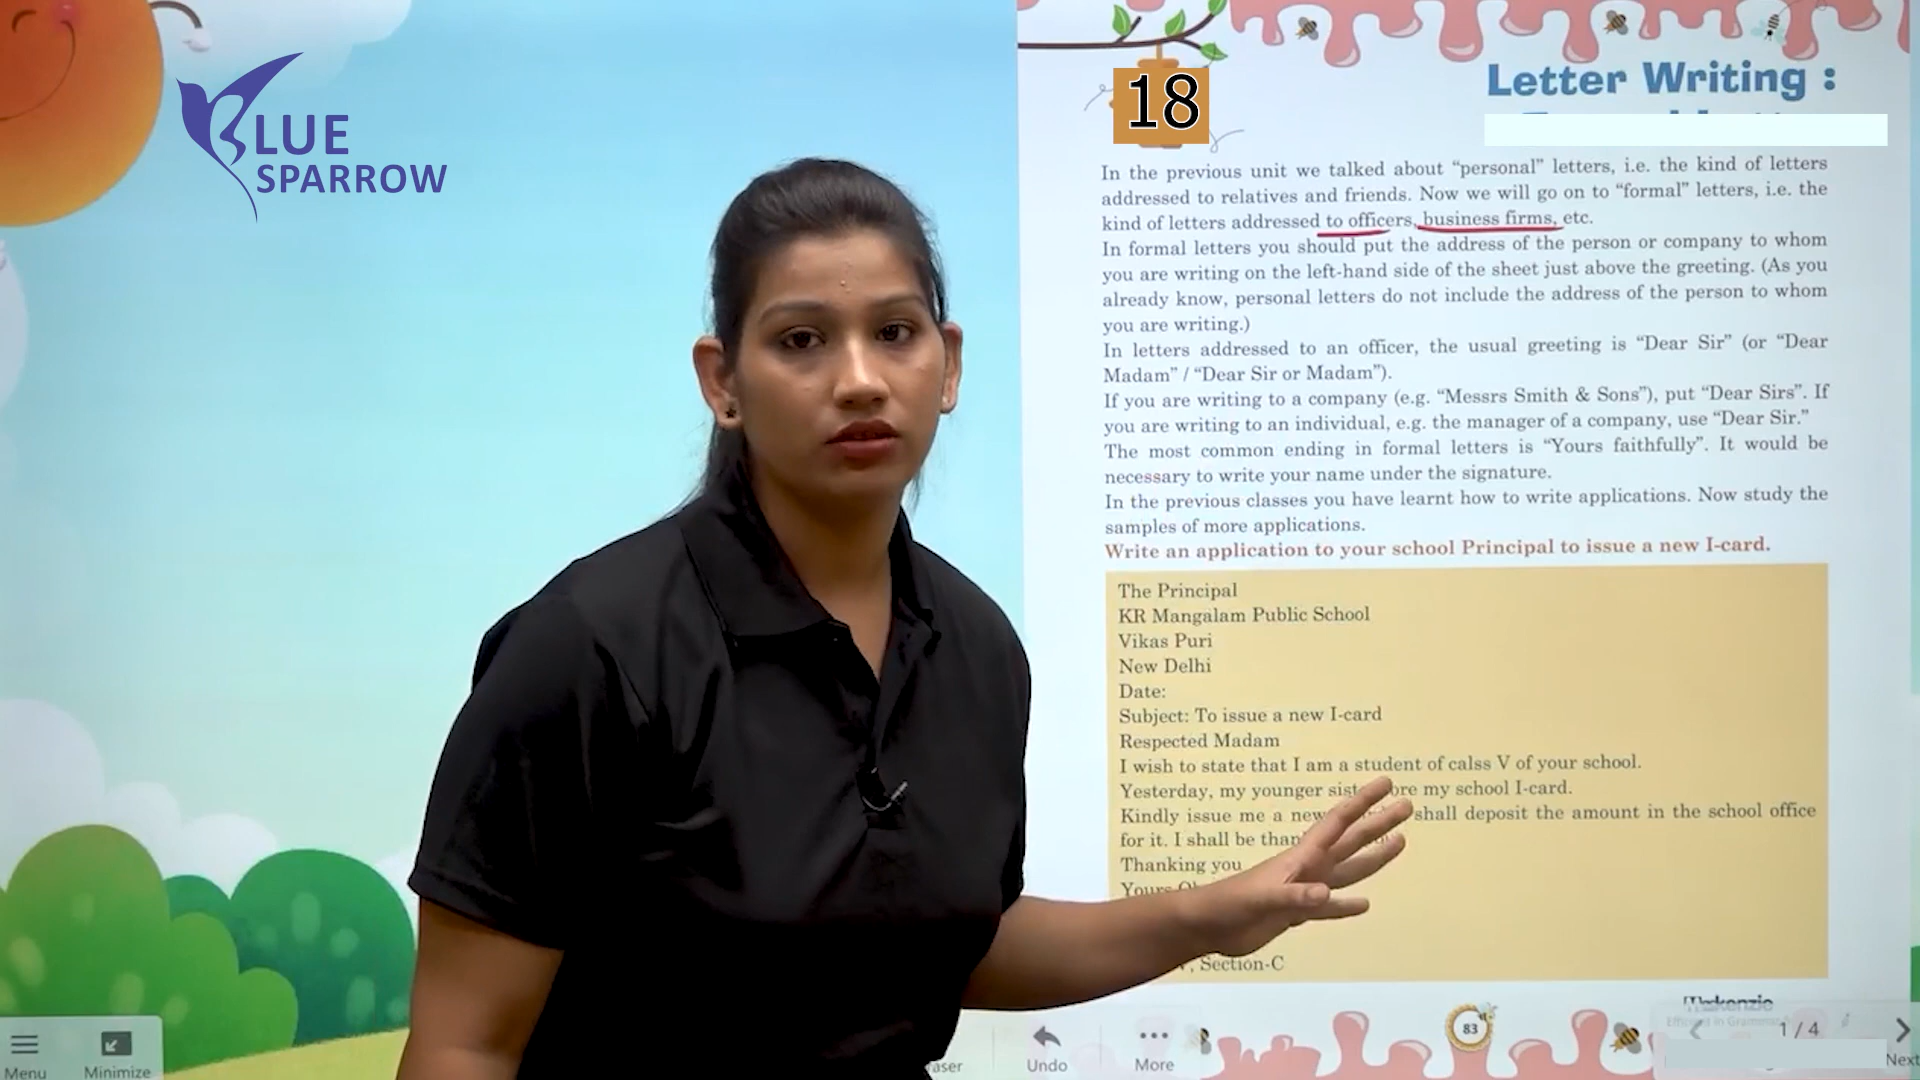 BLUE
SPARROW
18
Letter Writing :
In the previous unit we talked about “personal” letters, i.e. the kind of letters
addressed to relatives and friends. Now we will go on to “formal” letters, i.e. the
kind of letters addressed to officers, business firms, etc.
In formal letters you should put the address of the person or company to whom
you are writing on the left-hand side of the sheet just above the greeting. (As you
already know, personal letters do not include the address of the person to whom
you are writing.)
In letters addressed to an officer, the usual greeting is “Dear Sir” (or “Dear
Madam” / “Dear Sir or Madam”).
If you are writing to a company (e.g. “Messrs Smith & Sons”), put “Dear Sirs”. If
you are writing to an individual, e.g. the manager of a company, use “Dear Sir.”
The most common ending in formal letters is “Yours faithfully”. It would be
necessary to write your name under the signature.
In the previous classes you have learnt how to write applications. Now study the
samples of more applications.
Write an application to your school Principal to issue a new I-card.
The Principal
KR Mangalam Public School
Vikas Puri
New Delhi
Date:
Subject: To issue a new I-card
Respected Madam
I wish to state that I am a student of calss V of your school.
Yesterday, my younger my school I-card.
Kindly issue me a new shall deposit the amount in the school office
for it. I shall be
Thanking you
Yours
Section-C
83
1 / 4
Menu
Minimize
Undo
More
Next